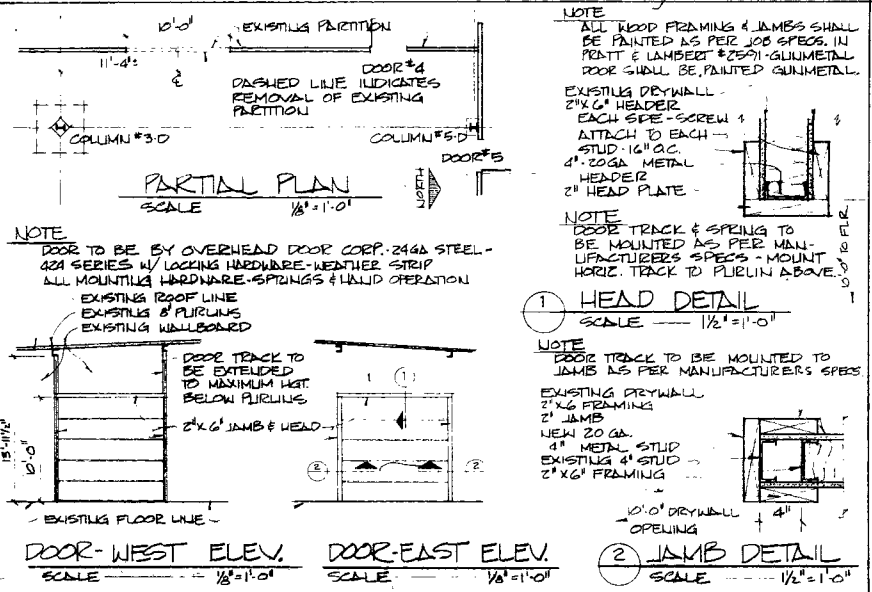 10'-0"
EXISTING PARTITION
11'-4"±
DOOR #4
DASHED LINE INDICATES
REMOVAL OF EXISTING
PARTITION
COLUMN #3-D
COLUMN #5-D
DOOR #5
PARTIAL PLAN
SCALE 1/8"=1'-0"
NOTE
DOOR TO BE BY OVERHEAD DOOR CORP.-24GA STEEL-
424 SERIES W/ LOCKING HARDWARE-WEATHER STRIP
ALL MOUNTING HARDWARE-SPRINGS & HAND OPERATION
EXISTING ROOF LINE
EXISTING 8" PURLINS
EXISTING WALLBOARD
DOOR TRACK TO
BE EXTENDED
TO MAXIMUM HGT.
BELOW PURLINS
2"X6" JAMB & HEAD
13'-11 1/2"
10'-0"
EXISTING FLOOR LINE
DOOR-WEST ELEV.
SCALE 1/8"=1'-0"
1
1
2
2
DOOR-EAST ELEV.
SCALE 1/8"=1'-0"
NOTE
ALL WOOD FRAMING & JAMBS SHALL
BE PAINTED AS PER JOB SPECS. IN
PRATT & LAMBERT #2591-GUNMETAL
DOOR SHALL BE PAINTED GUNMETAL.
EXISTING DRYWALL
2"X6" HEADER
EACH SIDE-SCREW
ATTACH TO EACH
STUD-16" O.C.
4"-20GA METAL
HEADER
2" HEAD PLATE
NOTE
DOOR TRACK & SPRING TO
BE MOUNTED AS PER MAN-
UFACTURERS SPECS-MOUNT
HORIZ. TRACK TO PURLIN ABOVE.
10'-0" TO FLR.
1 HEAD DETAIL
SCALE 1 1/2"=1'-0"
NOTE
DOOR TRACK TO BE MOUNTED TO
JAMB AS PER MANUFACTURERS SPECS
EXISTING DRYWALL
2"X6 FRAMING
2" JAMB
NEW 20 GA.
4" METAL STUD
EXISTING 4" STUD
2"X6" FRAMING
10'-0" DRYWALL
OPENING
4"
2 JAMB DETAIL
SCALE 1 1/2"=1'-0"